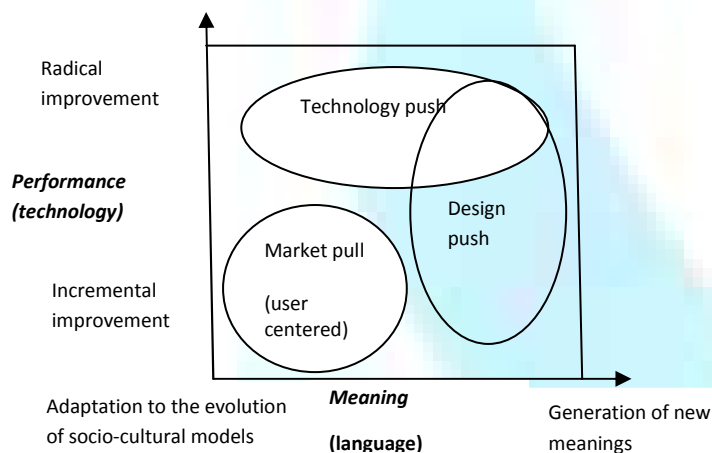 Radical
improvement
Technology push
Performance
(technology)
Design
push
Market pull
(user
centered)
Incremental
improvement
Meaning
(language)
Adaptation to the evolution
of socio-cultural models
Generation of new
meanings